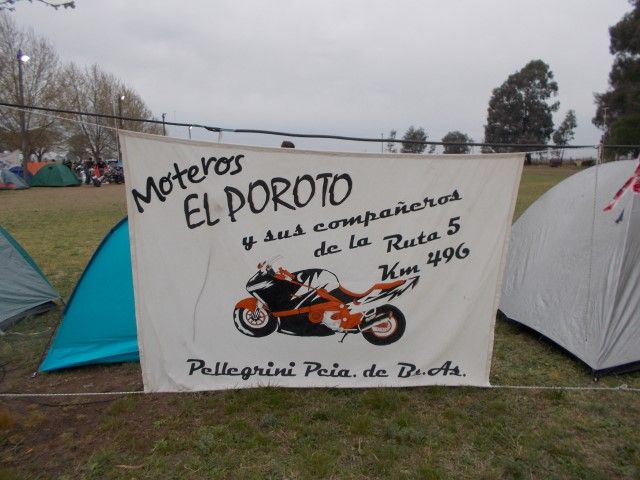 Moteros
EL POROTO
y sus compañeros
de la Ruta 5
Km 496
Pellegrini Pcia. de Bs.As.